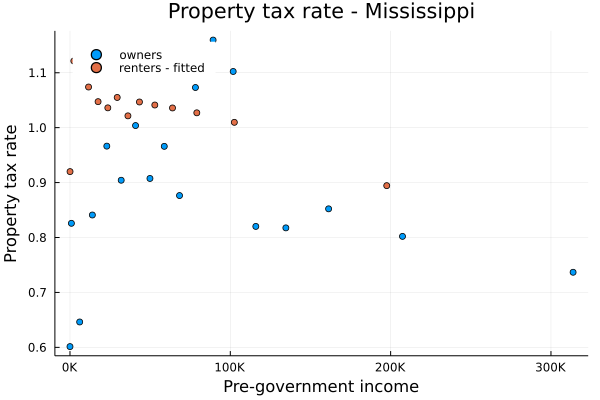 Property tax rate - Mississippi
owners
renters - fitted
Property tax rate
1.1
1.0
0.9
0.8
0.7
0.6
0K
100K
200K
300K
Pre-government income